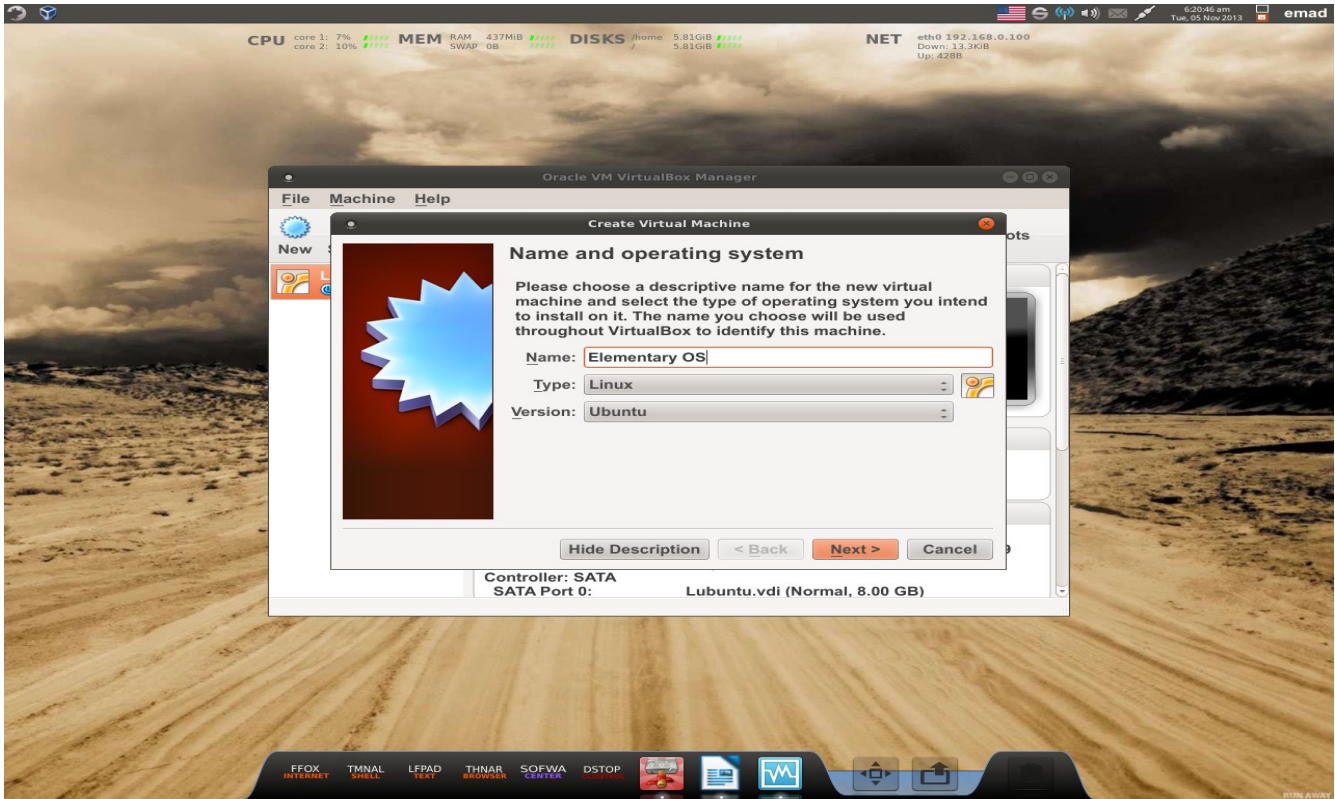 6:20:46 am
Tue, 05 Nov 2013
emad
CPU core 1: 7%
core 2: 10%
MEM RAM 437MiB
SWAP 0B
DISKS /home 5.81GiB
/ 5.81GiB
NET eth0 192.168.0.100
Down: 13.3KiB
Up: 428B
Oracle VM VirtualBox Manager
File Machine Help
New
ots
Create Virtual Machine
Name and operating system
Please choose a descriptive name for the new virtual
machine and select the type of operating system you intend
to install on it. The name you choose will be used
throughout VirtualBox to identify this machine.
Name: Elementary OS
Type: Linux
Version: Ubuntu
Hide Description < Back Next > Cancel
Controller: SATA
SATA Port 0: Lubuntu.vdi (Normal, 8.00 GB)
FFOX
INTERNET
TMNAL
SHELL
LFPAD
TEXT
THNAR
BROWSER
SOFWA
CENTER
DSTOP
RUN AWAY